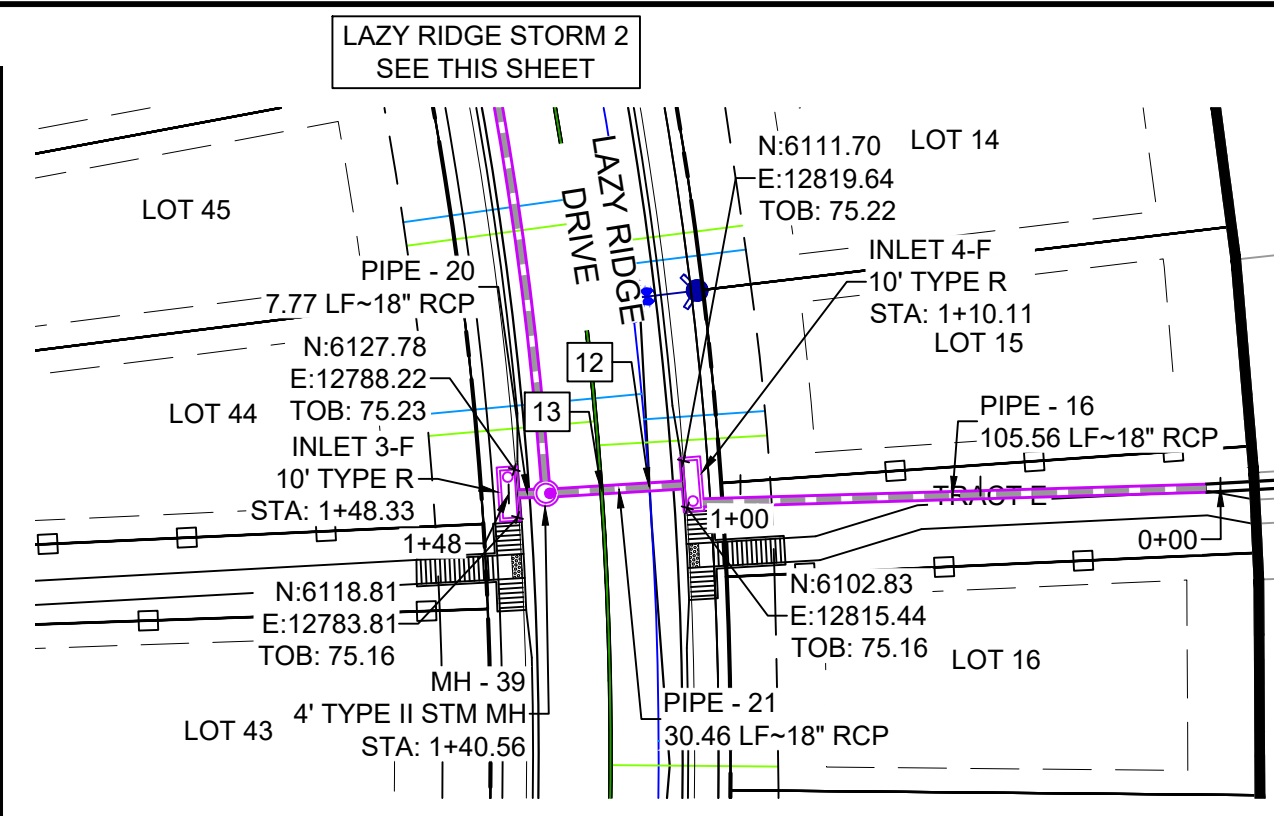 LAZY RIDGE STORM 2
SEE THIS SHEET
LOT 45
LAZY RIDGE
DRIVE
N:6111.70
E:12819.64
TOB: 75.22
LOT 14
PIPE - 20
7.77 LF~18" RCP
INLET 4-F
10' TYPE R
STA: 1+10.11
LOT 15
N:6127.78
E:12788.22
TOB: 75.23
LOT 44
12
13
INLET 3-F
10' TYPE R
STA: 1+48.33
PIPE - 16
105.56 LF~18" RCP
TRACT E
1+00
0+00
1+48
N:6118.81
E:12783.81
TOB: 75.16
N:6102.83
E:12815.44
TOB: 75.16
LOT 16
MH - 39
4' TYPE II STM MH
STA: 1+40.56
LOT 43
PIPE - 21
30.46 LF~18" RCP